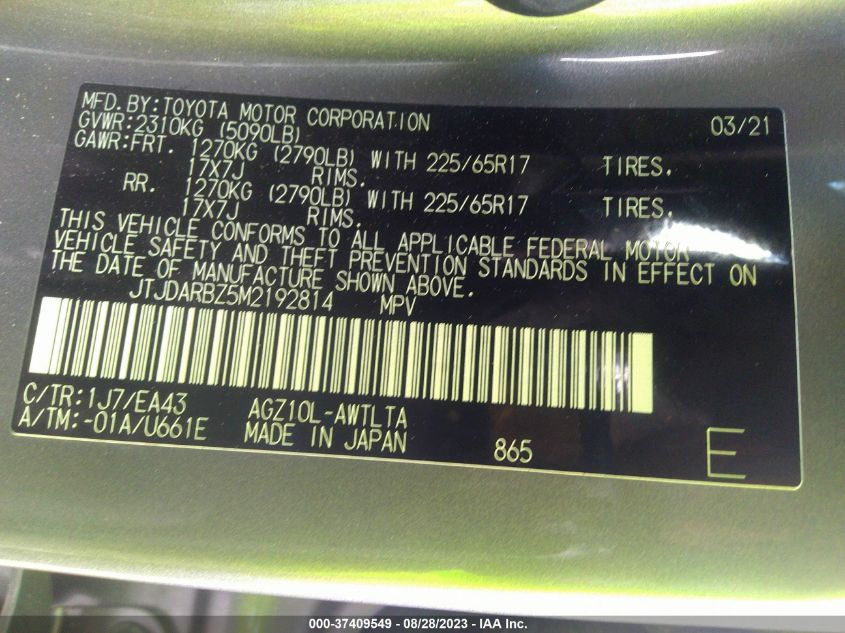 MFD.BY:TOYOTA MOTOR CORPORATION 03/21
GVWR:2310KG (5090LB)
GAWR:FRT. 1270KG (2790LB) WITH 225/65R17 TIRES,
17X7J RIMS.
RR. 1270KG (2790LB) WITH 225/65R17 TIRES,
17X7J RIMS.
THIS VEHICLE CONFORMS TO ALL APPLICABLE FEDERAL MOTOR
VEHICLE SAFETY AND THEFT PREVENTION STANDARDS IN EFFECT ON
THE DATE OF MANUFACTURE SHOWN ABOVE.
JTJDARBZ5M2192814 MPV
C/TR:1J7/EA43 AGZ10L-AWTLTA
A/TM:-01A/U661E MADE IN JAPAN 865 E
000-37409549 - 08/28/2023 - IAA Inc.